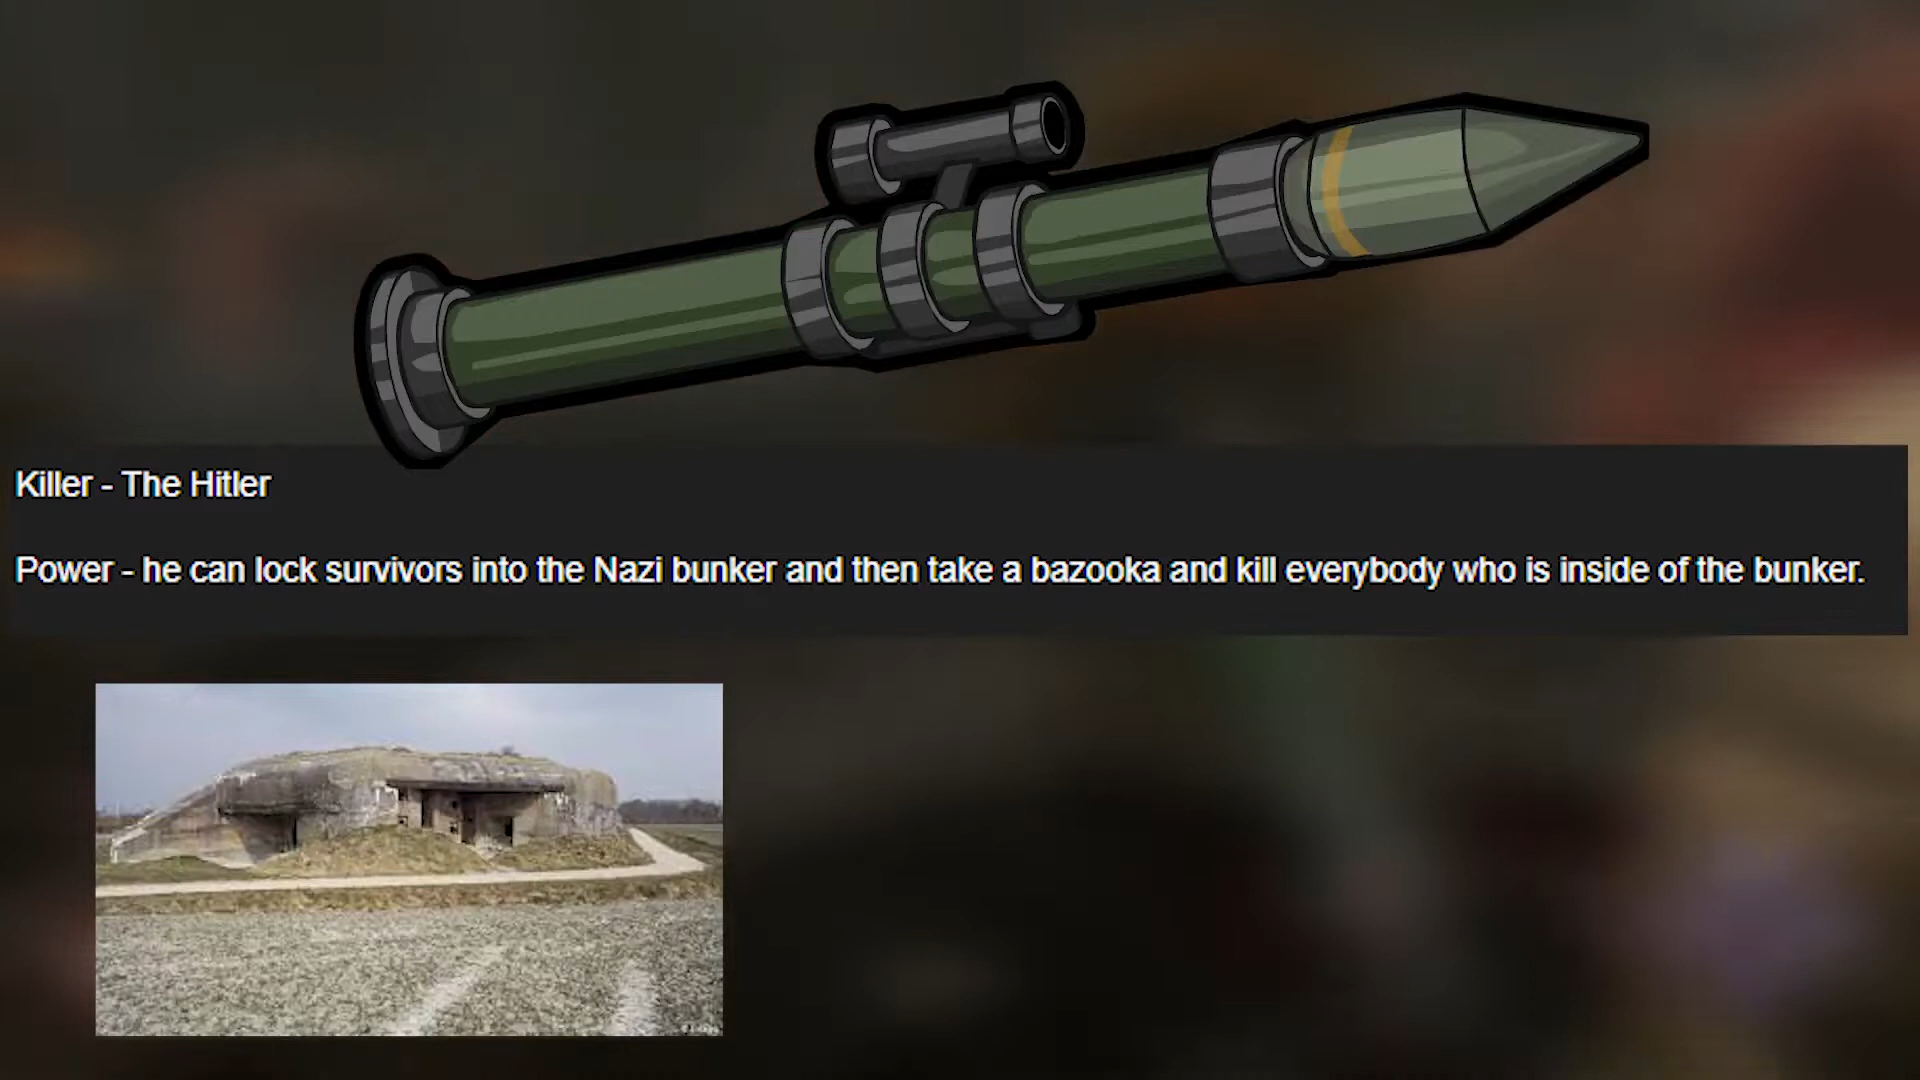 Killer - The Hitler
Power - he can lock survivors into the Nazi bunker and then take a bazooka and kill everybody who is inside of the bunker.